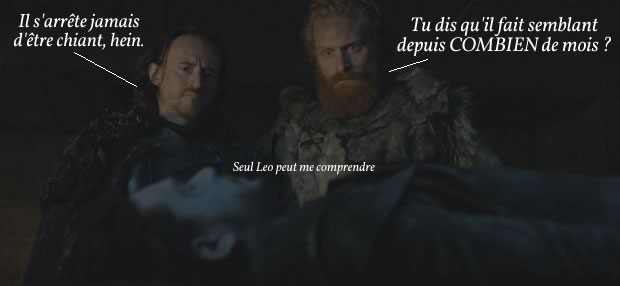 Il s'arrête jamais
d'être chiant, hein.
Tu dis qu'il fait semblant
depuis COMBIEN de mois ?
Seul Leo peut me comprendre